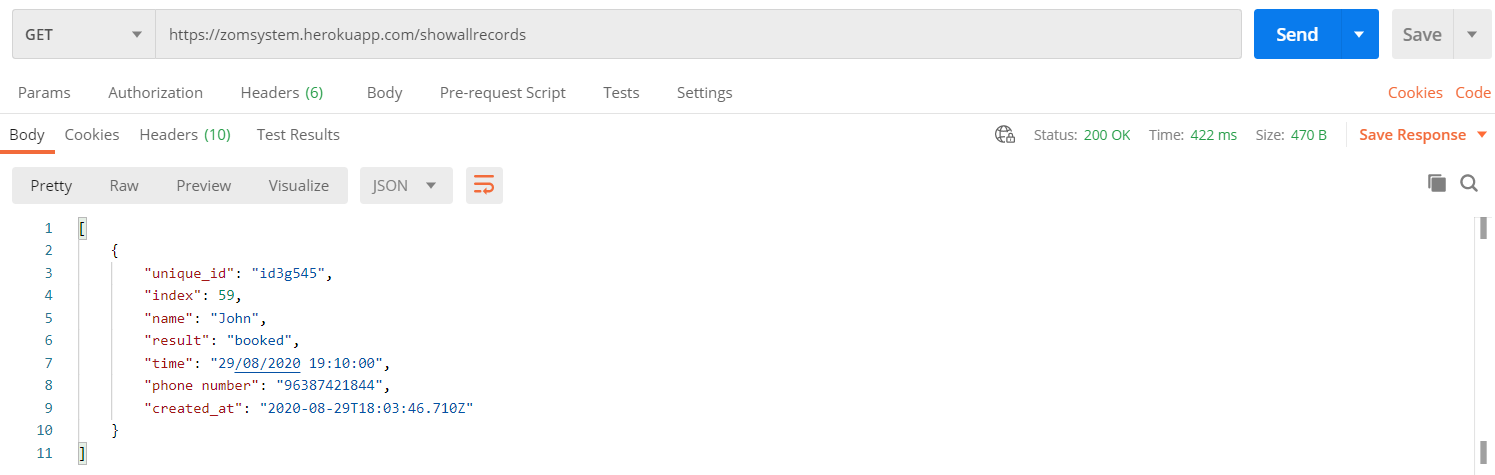 GET https://zomsystem.herokuapp.com/showallrecords Send Save
Params Authorization Headers (6) Body Pre-request Script Tests Settings Cookies Code
Body Cookies Headers (10) Test Results Status: 200 OK Time: 422 ms Size: 470 B Save Response
Pretty Raw Preview Visualize JSON
1 [
2 {
3 "unique_id": "id3g545",
4 "index": 59,
5 "name": "John",
6 "result": "booked",
7 "time": "29/08/2020 19:10:00",
8 "phone number": "96387421844",
9 "created_at": "2020-08-29T18:03:46.710Z"
10 }
11 ]